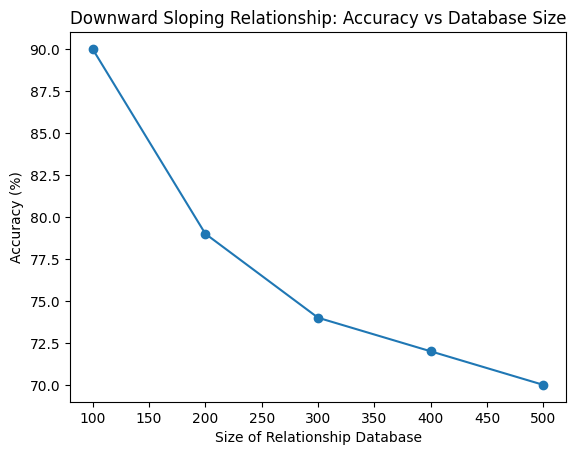 Downward Sloping Relationship: Accuracy vs Database Size
90.0
87.5
85.0
82.5
80.0
77.5
75.0
72.5
70.0
Accuracy (%)
100 150 200 250 300 350 400 450 500
Size of Relationship Database